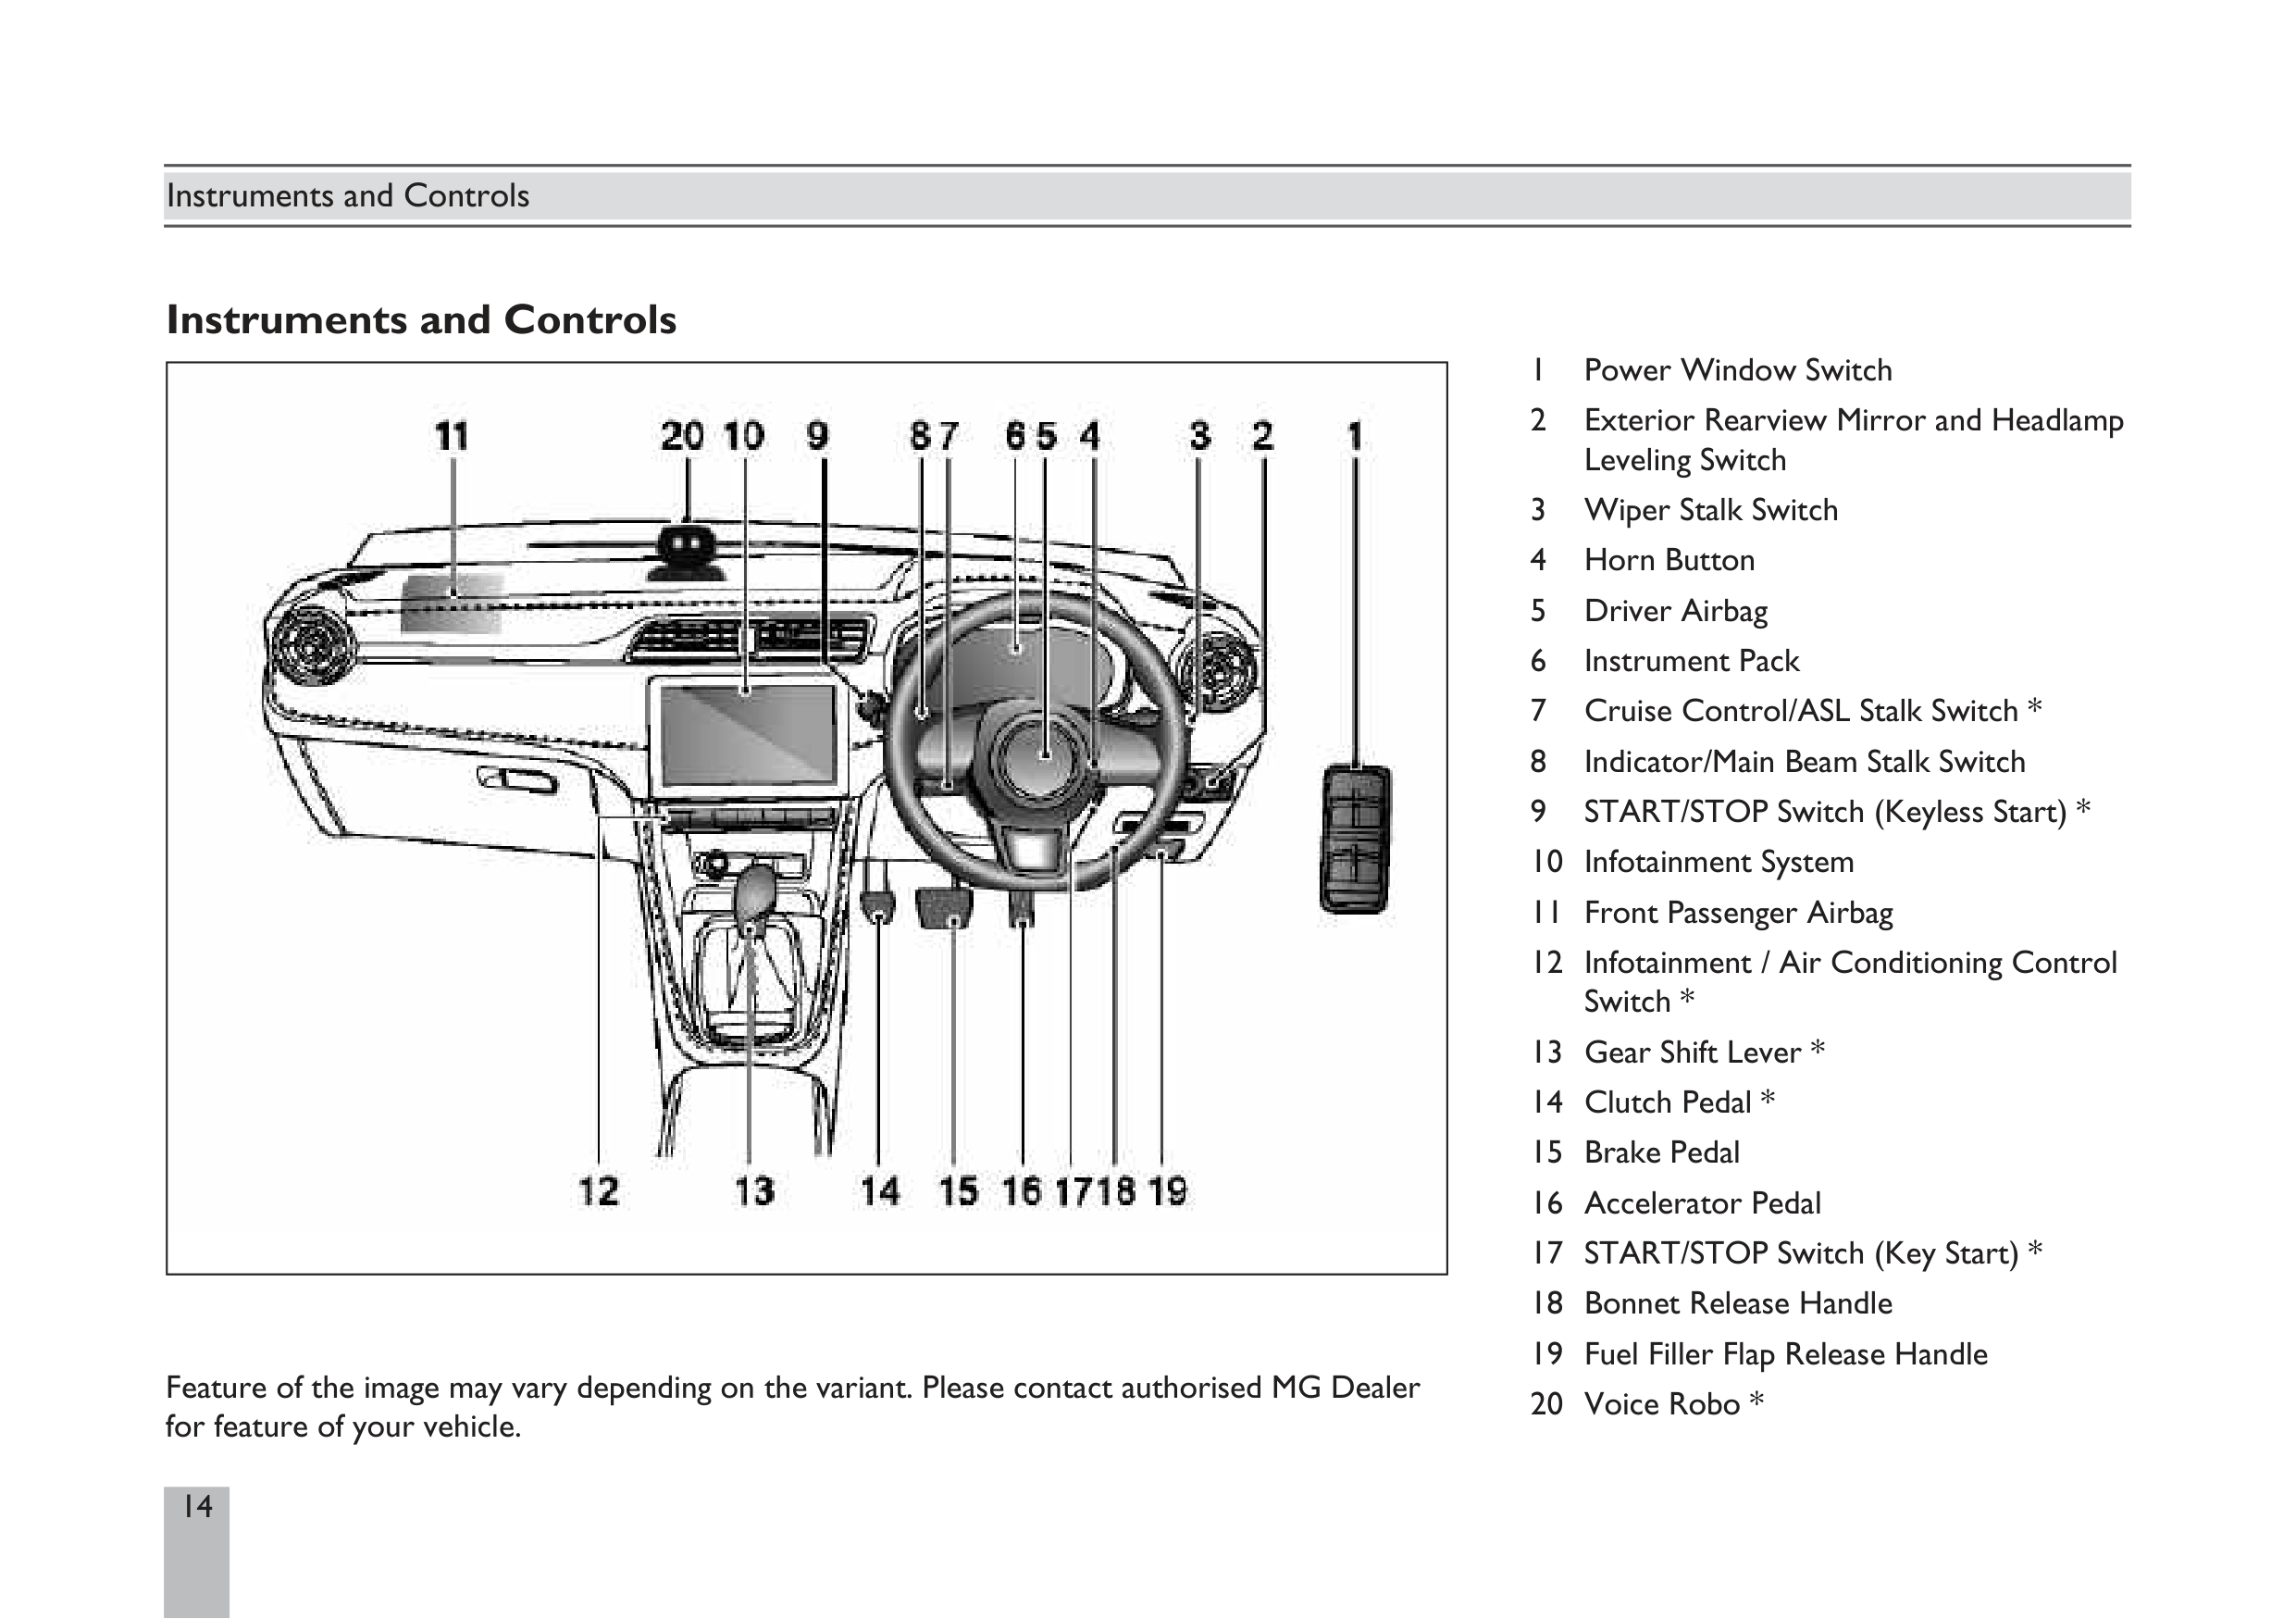 Instruments and Controls
Instruments and Controls
11 20 10 9 8 7 6 5 4 3 2 1
12 13 14 15 16 17 18 19
Feature of the image may vary depending on the variant. Please contact authorised MG Dealer
for feature of your vehicle.
1 Power Window Switch
2 Exterior Rearview Mirror and Headlamp
Leveling Switch
3 Wiper Stalk Switch
4 Horn Button
5 Driver Airbag
6 Instrument Pack
7 Cruise Control/ASL Stalk Switch *
8 Indicator/Main Beam Stalk Switch
9 START/STOP Switch (Keyless Start) *
10 Infotainment System
11 Front Passenger Airbag
12 Infotainment / Air Conditioning Control
Switch *
13 Gear Shift Lever *
14 Clutch Pedal *
15 Brake Pedal
16 Accelerator Pedal
17 START/STOP Switch (Key Start) *
18 Bonnet Release Handle
19 Fuel Filler Flap Release Handle
20 Voice Robo *
14